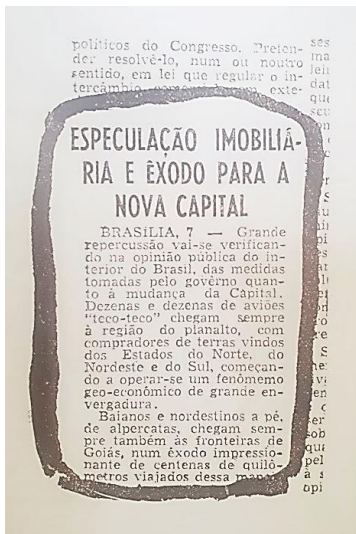 políticos do Congresso. Preten-
der resolvê-lo, num ou noutro
sentido, em lei que regular o in-
tercâmbio
ESPECULAÇÃO IMOBILIÁ-
RIA E ÊXODO PARA A
NOVA CAPITAL
BRASÍLIA, 7 — Grande
repercussão vai-se verifican-
do na opinião pública do in-
terior do Brasil, das medidas
tomadas pelo govêrno quan-
to à mudança da Capital.
Dezenas e dezenas de aviões
"teco-teco" chegam sempre
à região do planalto, com
compradores de terras vindos
dos Estados do Norte, do
Nordeste e do Sul, começan-
do a operar-se um fenômemo
geo-econômico de grande en-
vergadura.
Baianos e nordestinos a pé,
de alpercatas, chegam sem-
pre também às fronteiras de
Goiás, num êxodo impressio-
nante de centenas de quilô-
metros viajados dessa